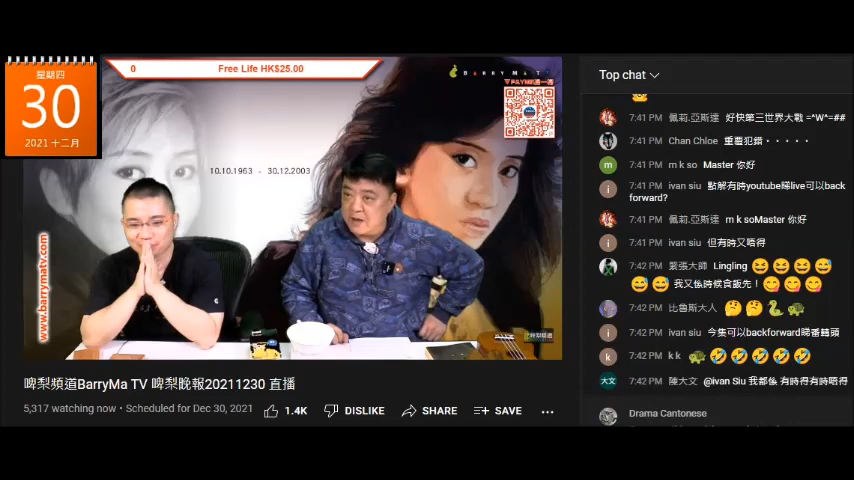 星期四
30
2021 十二月
0
Free Life HK$25.00
BARRYMATV
10.10.1963 - 30.12.2003
www.barrymatv.com
啤梨頻道
啤梨頻道BarryMa TV 啤梨晚報20211230 直播
5,317 watching now • Scheduled for Dec 30, 2021
1.4K
DISLIKE
SHARE
SAVE
Top chat
7:41 PM 佩莉.亞斯達 好快第三世界大戰 =^W^=##
7:41 PM Chan Chloe 重覆犯錯・・・・・
7:41 PM m k so Master 你好
7:41 PM ivan siu 點解有時youtube睇live可以back
forward?
7:41 PM 佩莉.亞斯達 m k soMaster 你好
7:41 PM ivan siu 但有時又唔得
7:42 PM 緊張大師 Lingling 😆😆😆😅
😅😅 我又係時候食飯先！😋😋😋
7:42 PM 比魯斯大人 🤔🤔🐍🐢
7:42 PM ivan siu 今集可以backforward睇番轉頭
7:42 PM k k 🐢🤣🤣🤣🤣🤣
大文
7:42 PM 陳大文 @ivan Siu 我都係 有時得有時唔得
Drama Cantonese